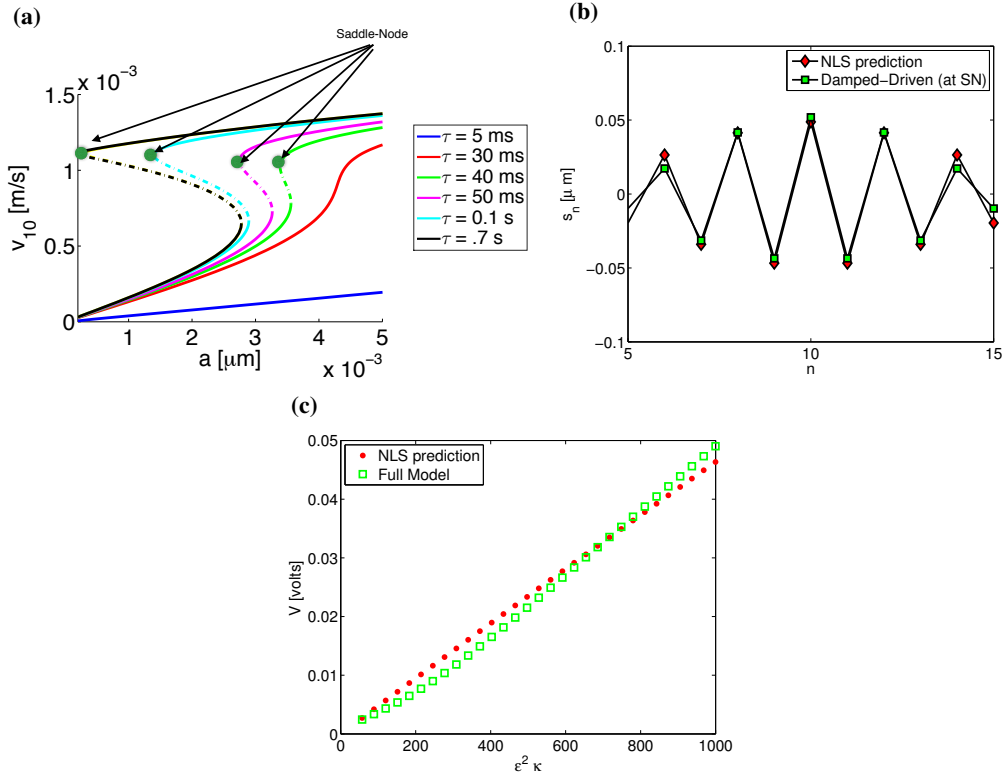 (a)
Saddle-Node
x 10⁻³
1.5
1
0.5
0
v₁₀ [m/s]
1
2
3
4
5
a [μm]
x 10⁻³
τ = 5 ms
τ = 30 ms
τ = 40 ms
τ = 50 ms
τ = 0.1 s
τ = .7 s
(b)
0.1
0.05
0
−0.05
−0.1
sₙ [μ m]
5
10
15
n
NLS prediction
Damped−Driven (at SN)
(c)
0.05
0.04
0.03
0.02
0.01
0
V [volts]
0
200
400
600
800
1000
ε² κ
NLS prediction
Full Model